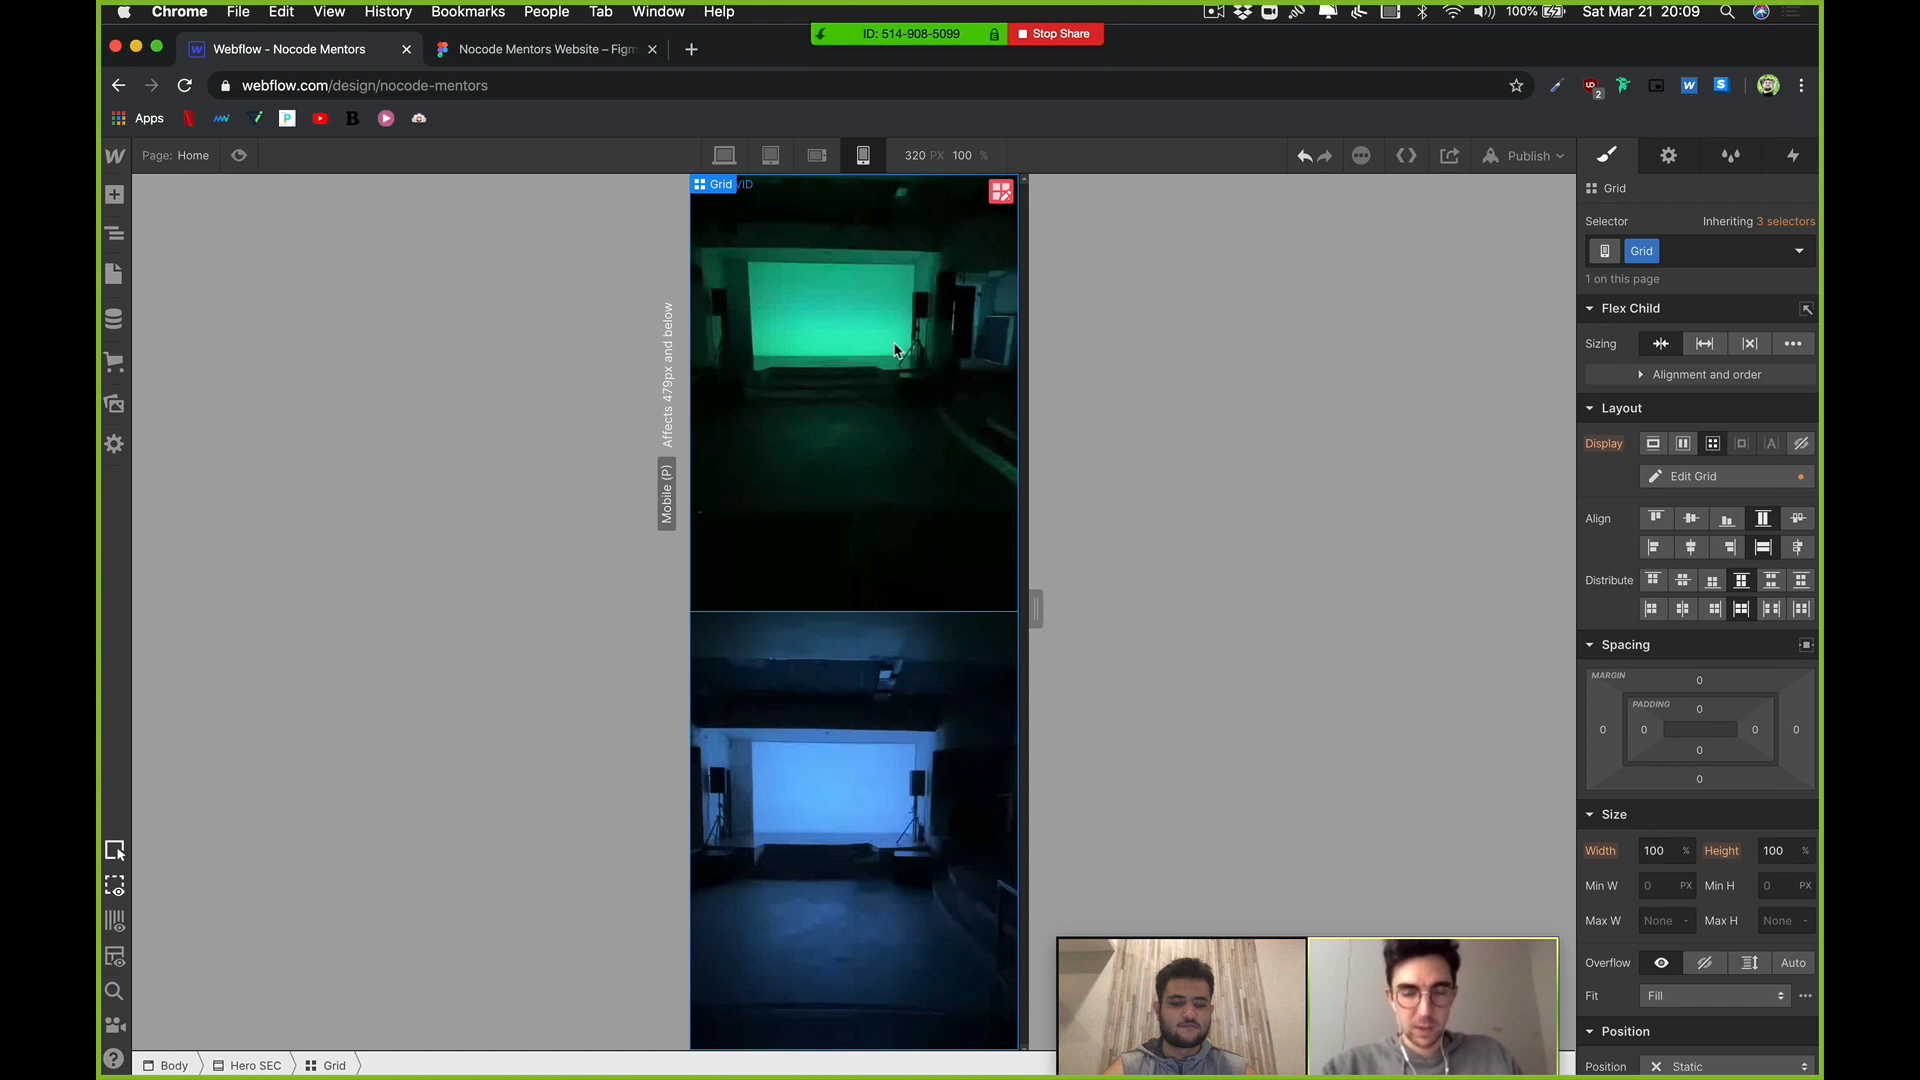 Chrome File Edit View History Bookmarks People Tab Window Help
100%
Sat Mar 21 20:09
ID: 514-908-5099
Stop Share
Webflow - Nocode Mentors
Nocode Mentors Website – Figm
webflow.com/design/nocode-mentors
2
Apps
Page: Home
320 PX 100 %
Publish
Grid
VID
Affects 479px and below
Mobile (P)
Grid
Selector
Inheriting 3 selectors
Grid
1 on this page
Flex Child
Sizing
Alignment and order
Layout
Display
Edit Grid
Align
Distribute
Spacing
MARGIN
0
PADDING
0
0 0 0 0
0
0
Size
Width 100 % Height 100 %
Min W 0 PX Min H 0 PX
Max W None - Max H None -
Overflow
Auto
Fit
Fill
Position
Position
Static
Body
Hero SEC
Grid